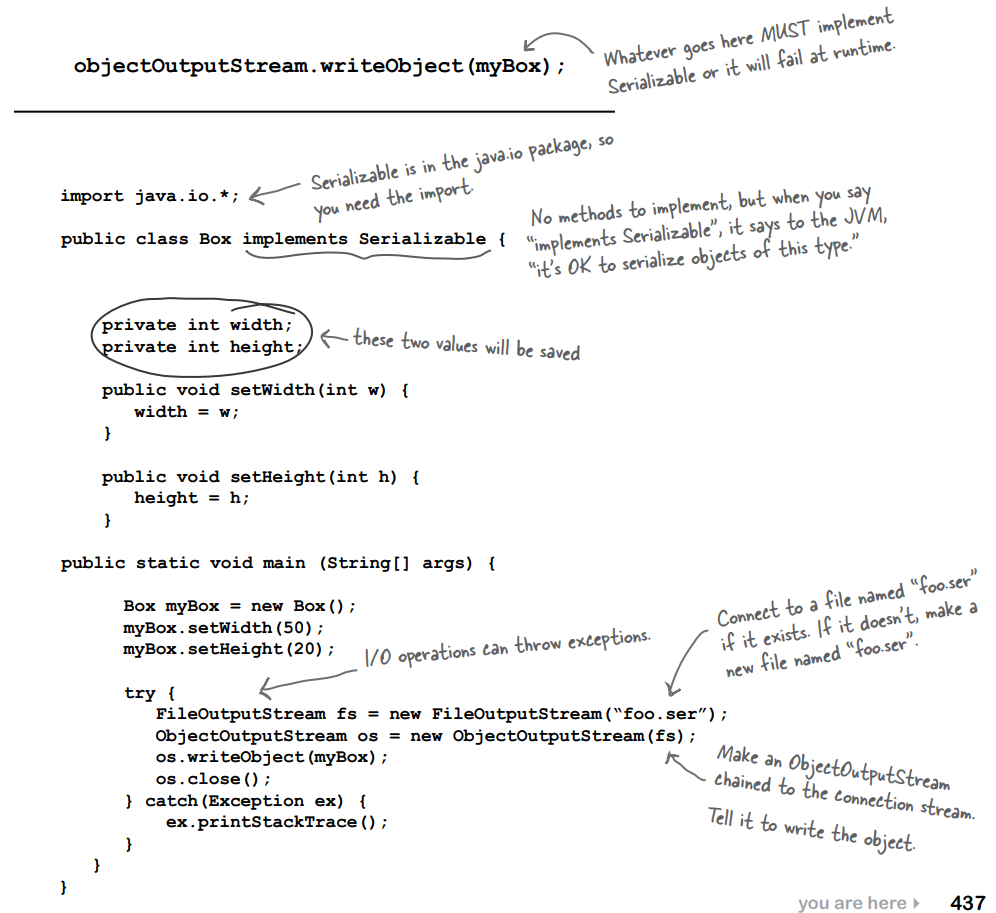 objectOutputStream.writeObject(myBox);
Whatever goes here MUST implement
Serializable or it will fail at runtime.
import java.io.*;
Serializable is in the java.io package, so
you need the import.
public class Box implements Serializable {
No methods to implement, but when you say
“implements Serializable”, it says to the JVM,
“it’s OK to serialize objects of this type.”
private int width;
private int height;
these two values will be saved
public void setWidth(int w) {
width = w;
}
public void setHeight(int h) {
height = h;
}
public static void main (String[] args) {
Box myBox = new Box();
myBox.setWidth(50);
myBox.setHeight(20);
I/O operations can throw exceptions.
Connect to a file named “foo.ser”
if it exists. If it doesn’t, make a
new file named “foo.ser”.
try {
FileOutputStream fs = new FileOutputStream(“foo.ser”);
ObjectOutputStream os = new ObjectOutputStream(fs);
os.writeObject(myBox);
os.close();
Make an ObjectOutputStream
chained to the connection stream.
Tell it to write the object.
} catch(Exception ex) {
ex.printStackTrace();
}
}
}
you are here
437